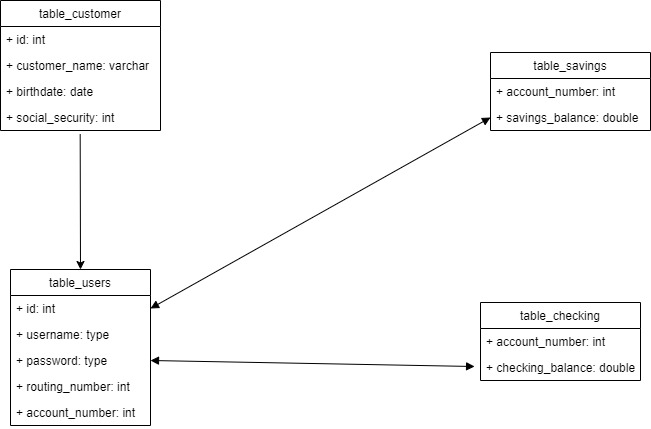 table_customer
+ id: int
+ customer_name: varchar
+ birthdate: date
+ social_security: int
table_savings
+ account_number: int
+ savings_balance: double
table_users
+ id: int
+ username: type
+ password: type
+ routing_number: int
+ account_number: int
table_checking
+ account_number: int
+ checking_balance: double